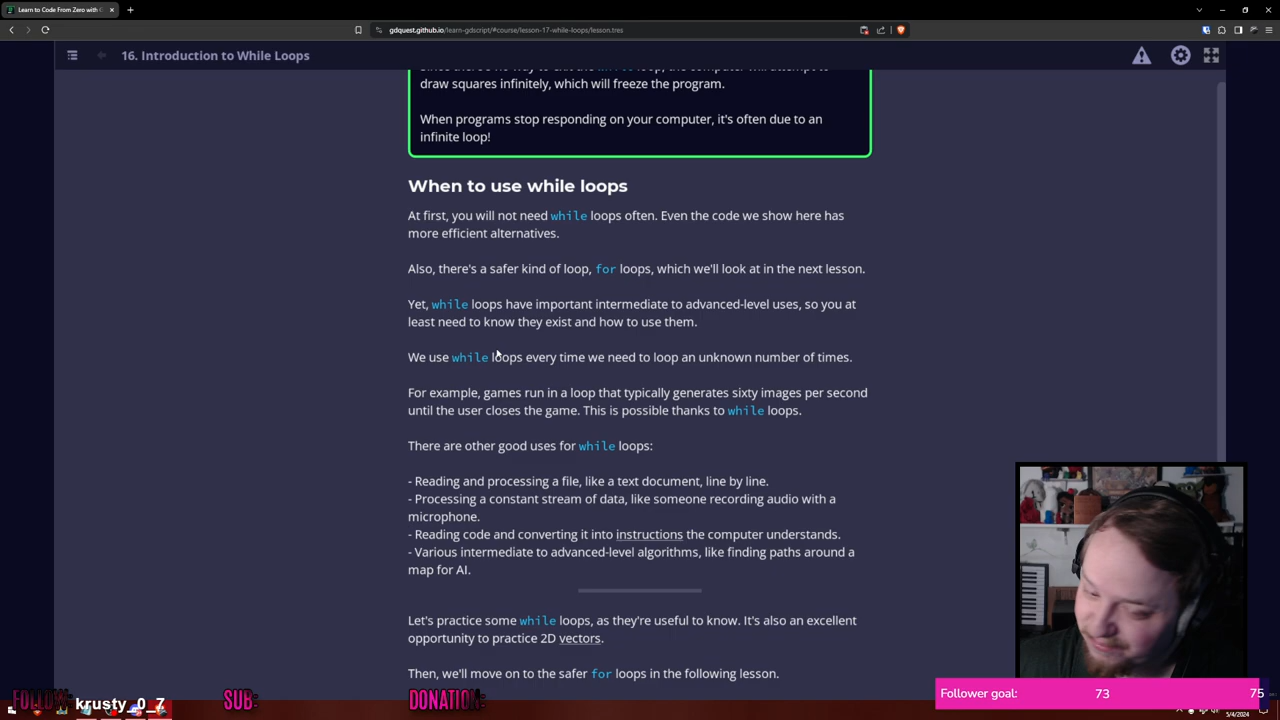 Learn to Code From Zero with
gdquest.github.io/learn-gdscript/#course/lesson-17-while-loops/lesson.tres
16. Introduction to While Loops
draw squares infinitely, which will freeze the program.
When programs stop responding on your computer, it's often due to an
infinite loop!
When to use while loops
At first, you will not need while loops often. Even the code we show here has
more efficient alternatives.
Also, there's a safer kind of loop, for loops, which we'll look at in the next lesson.
Yet, while loops have important intermediate to advanced-level uses, so you at
least need to know they exist and how to use them.
We use while loops every time we need to loop an unknown number of times.
For example, games run in a loop that typically generates sixty images per second
until the user closes the game. This is possible thanks to while loops.
There are other good uses for while loops:
- Reading and processing a file, like a text document, line by line.
- Processing a constant stream of data, like someone recording audio with a
microphone.
- Reading code and converting it into instructions the computer understands.
- Various intermediate to advanced-level algorithms, like finding paths around a
map for AI.
Let's practice some while loops, as they're useful to know. It's also an excellent
opportunity to practice 2D vectors.
Then, we'll move on to the safer for loops in the following lesson.
FOLLOW: krusty_0_7 SUB: DONATION:
Follower goal: 73 75
5/4/2024